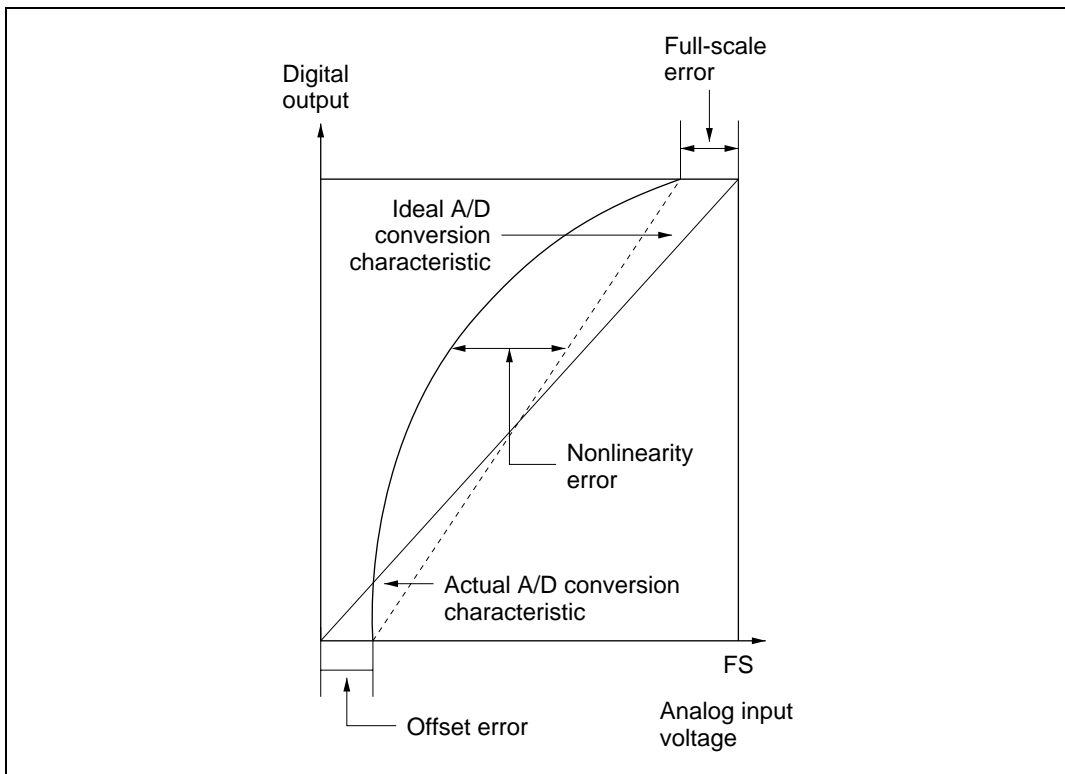 Full-scale
error
Digital
output
Ideal A/D
conversion
characteristic
Nonlinearity
error
Actual A/D conversion
characteristic
FS
Offset error
Analog input
voltage